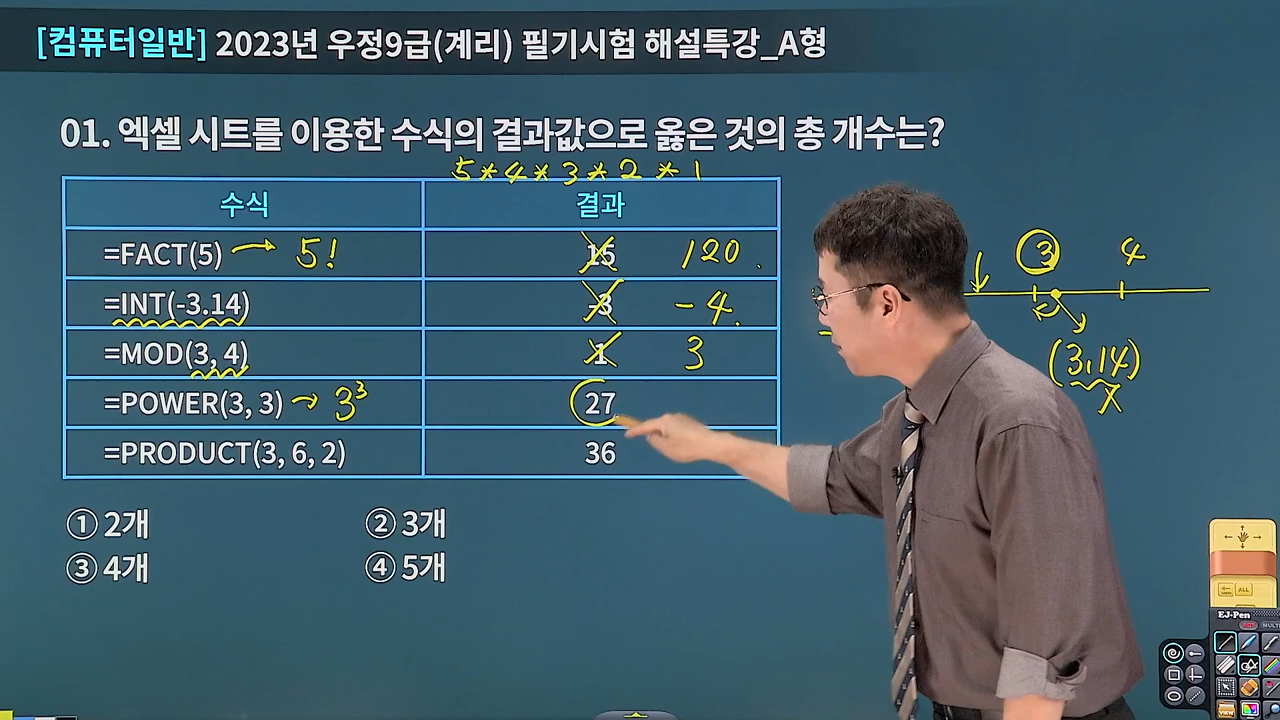 [컴퓨터일반] 2023년 우정9급(계리) 필기시험 해설특강_A형
01. 엑셀 시트를 이용한 수식의 결과값으로 옳은 것의 총 개수는?
5*4*3*2*1
수식 결과
=FACT(5) → 5! 15 120.
=INT(-3.14) -4.
=MOD(3, 4) 1 3
=POWER(3, 3) → 3³ 27
=PRODUCT(3, 6, 2) 36
① 2개 ② 3개
③ 4개 ④ 5개
3 4
(3.14)
X
ALL
EJ-Pen